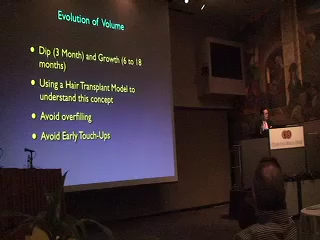 Evolution of Volume
• Dip (3 Month) and Growth (6 to 18
months)
• Using a Hair Transplant Model to
understand this concept
• Avoid overfilling
• Avoid Early Touch-Ups